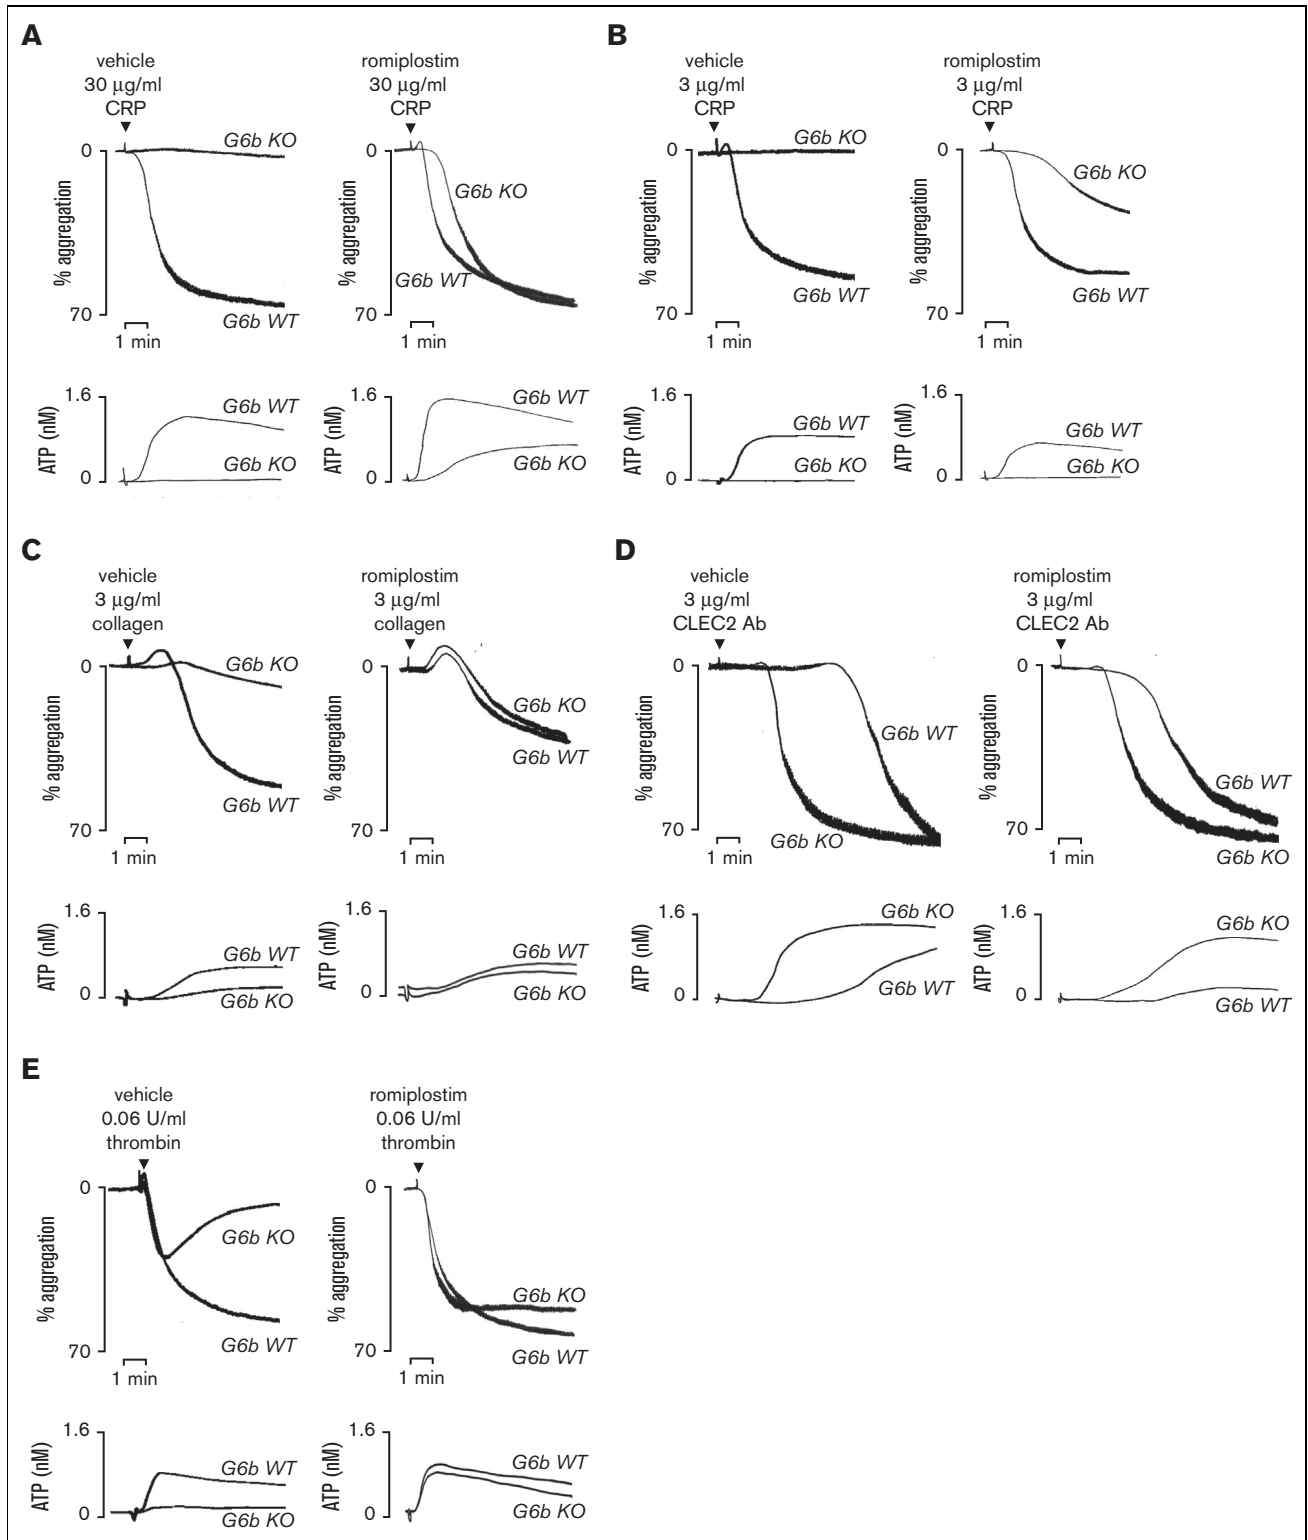 A
vehicle
30 µg/ml
CRP
romiplostim
30 µg/ml
CRP
0
% aggregation
70
G6b KO
G6b WT
1 min
0
% aggregation
70
G6b KO
G6b WT
1 min
1.6
ATP (nM)
0
G6b WT
G6b KO
1.6
ATP (nM)
0
G6b WT
G6b KO
B
vehicle
3 µg/ml
CRP
romiplostim
3 µg/ml
CRP
0
% aggregation
70
G6b KO
G6b WT
1 min
0
% aggregation
70
G6b KO
G6b WT
1 min
1.6
ATP (nM)
0
G6b WT
G6b KO
1.6
ATP (nM)
0
G6b WT
G6b KO
C
vehicle
3 µg/ml
collagen
romiplostim
3 µg/ml
collagen
0
% aggregation
70
G6b KO
G6b WT
1 min
0
% aggregation
70
G6b KO
G6b WT
1 min
1.6
ATP (nM)
0
G6b WT
G6b KO
1.6
ATP (nM)
0
G6b WT
G6b KO
D
vehicle
3 µg/ml
CLEC2 Ab
romiplostim
3 µg/ml
CLEC2 Ab
0
% aggregation
70
G6b WT
G6b KO
1 min
0
% aggregation
70
G6b WT
G6b KO
1 min
1.6
ATP (nM)
0
G6b KO
G6b WT
1.6
ATP (nM)
0
G6b KO
G6b WT
E
vehicle
0.06 U/ml
thrombin
romiplostim
0.06 U/ml
thrombin
0
% aggregation
70
G6b KO
G6b WT
1 min
0
% aggregation
70
G6b KO
G6b WT
1 min
1.6
ATP (nM)
0
G6b WT
G6b KO
1.6
ATP (nM)
0
G6b WT
G6b KO